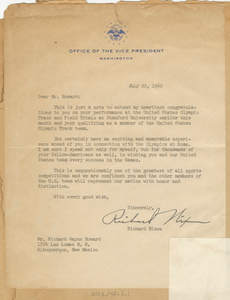 OFFICE OF THE VICE PRESIDENT
WASHINGTON
July 22, 1960
Dear Mr. Howard:
This is just a note to extend my heartiest congratu-
lations to you on your performance at the United States Olympic
Track and Field Trials at Stanford University earlier this
month and your qualifying as a member of the United States
Olympic Track team.
You certainly have an exciting and memorable experi-
ence ahead of you in connection with the Olympics at Rome. I
am sure I speak not only for myself, but for thousands of
your fellow-Americans as well, in wishing you and our United
States team every success in the Games.
This is unquestionably one of the greatest of all sports
competitions and we are confident you and the other members of
the U.S. team will represent our nation with honor and
distinction.
With every good wish,
Sincerely,
Richard Nixon
Richard Nixon
Mr. Richard Wayne Howard
Los Lomas N. E.
Albuquerque, New Mexico